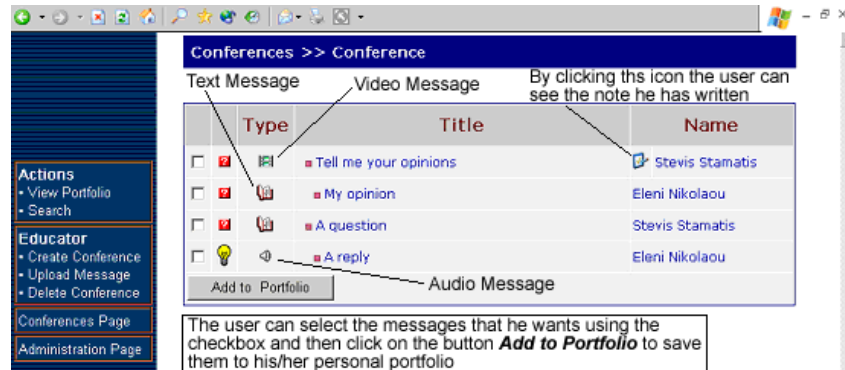 Conferences >> Conference
Text Message
Video Message
By clicking ths icon the user can
see the note he has written
Type Title Name
Tell me your opinions Stevis Stamatis
My opinion Eleni Nikolaou
A question Stevis Stamatis
A reply Eleni Nikolaou
Add to Portfolio
Audio Message
Actions
View Portfolio
Search
Educator
Create Conference
Upload Message
Delete Conference
Conferences Page
Administration Page
The user can select the messages that he wants using the
checkbox and then click on the button Add to Portfolio to save
them to his/her personal portfolio